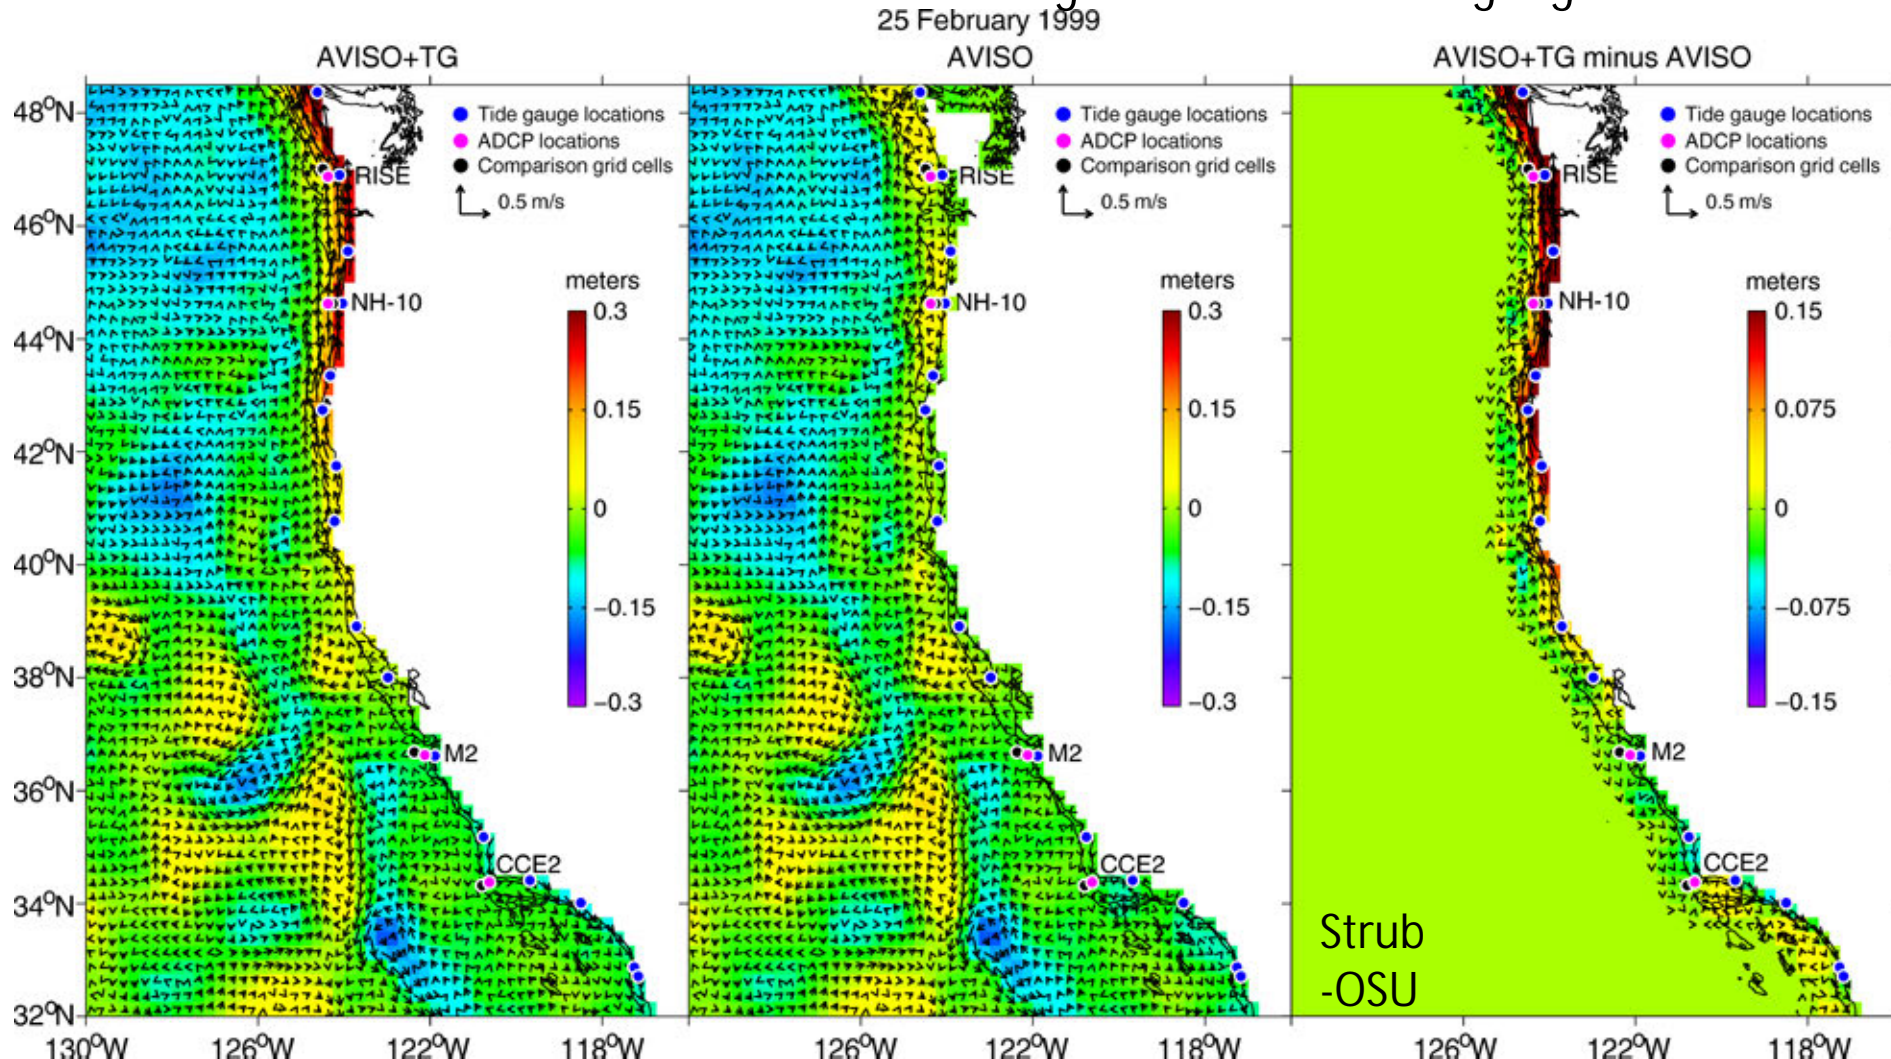 25 February 1999
AVISO+TG
AVISO
AVISO+TG minus AVISO
48°N
46°N
44°N
42°N
40°N
38°N
36°N
34°N
32°N
130°W
126°W
122°W
118°W
Tide gauge locations
ADCP locations
Comparison grid cells
0.5 m/s
RISE
NH-10
M2
CCE2
meters
0.3
0.15
0
−0.15
−0.3
126°W
122°W
118°W
Tide gauge locations
ADCP locations
Comparison grid cells
0.5 m/s
RISE
NH-10
M2
CCE2
meters
0.3
0.15
0
−0.15
−0.3
126°W
122°W
118°W
Tide gauge locations
ADCP locations
Comparison grid cells
0.5 m/s
RISE
NH-10
M2
CCE2
meters
0.15
0.075
0
−0.075
−0.15
Strub
-OSU